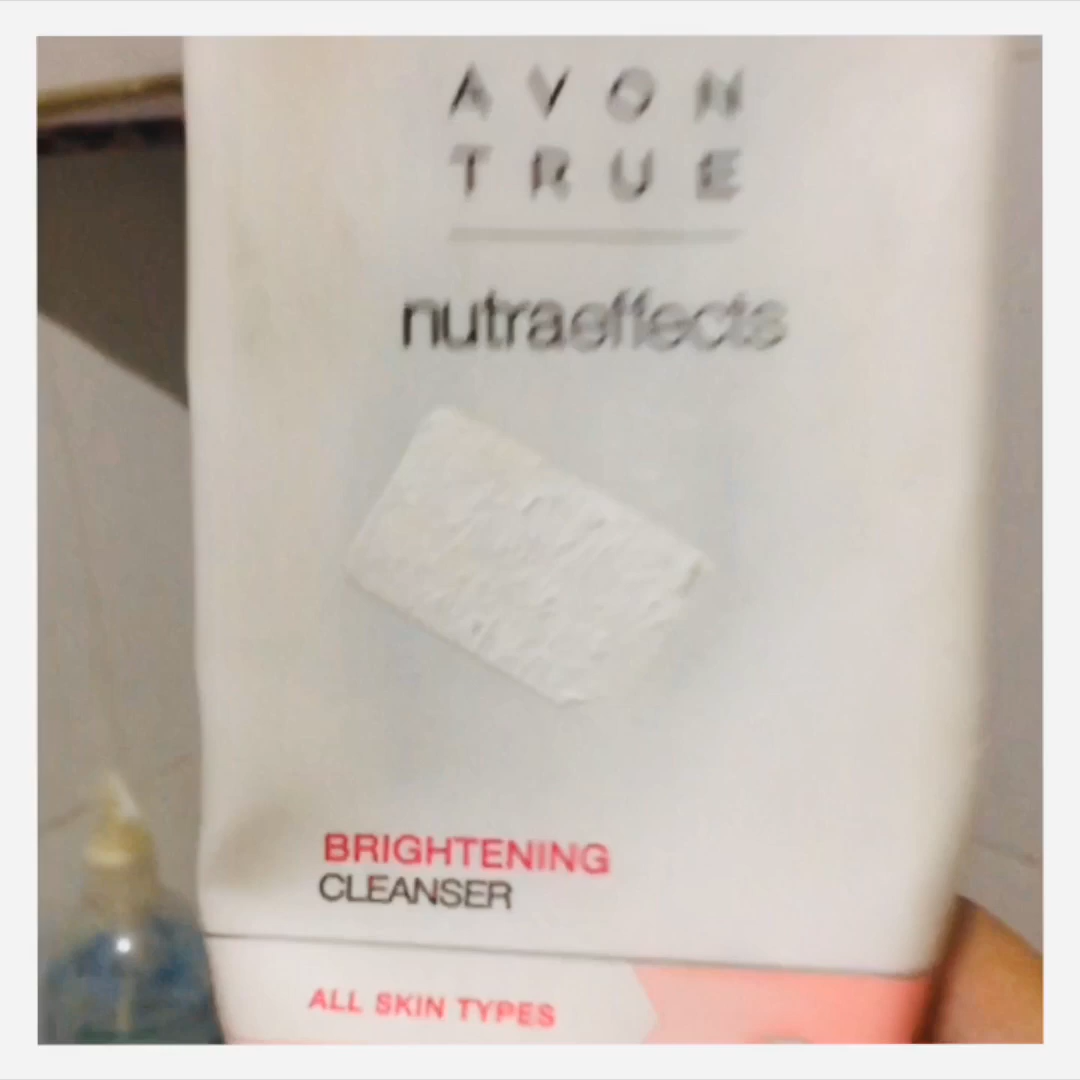 AVON
TRUE
nutraeffects
BRIGHTENING
CLEANSER
ALL SKIN TYPES